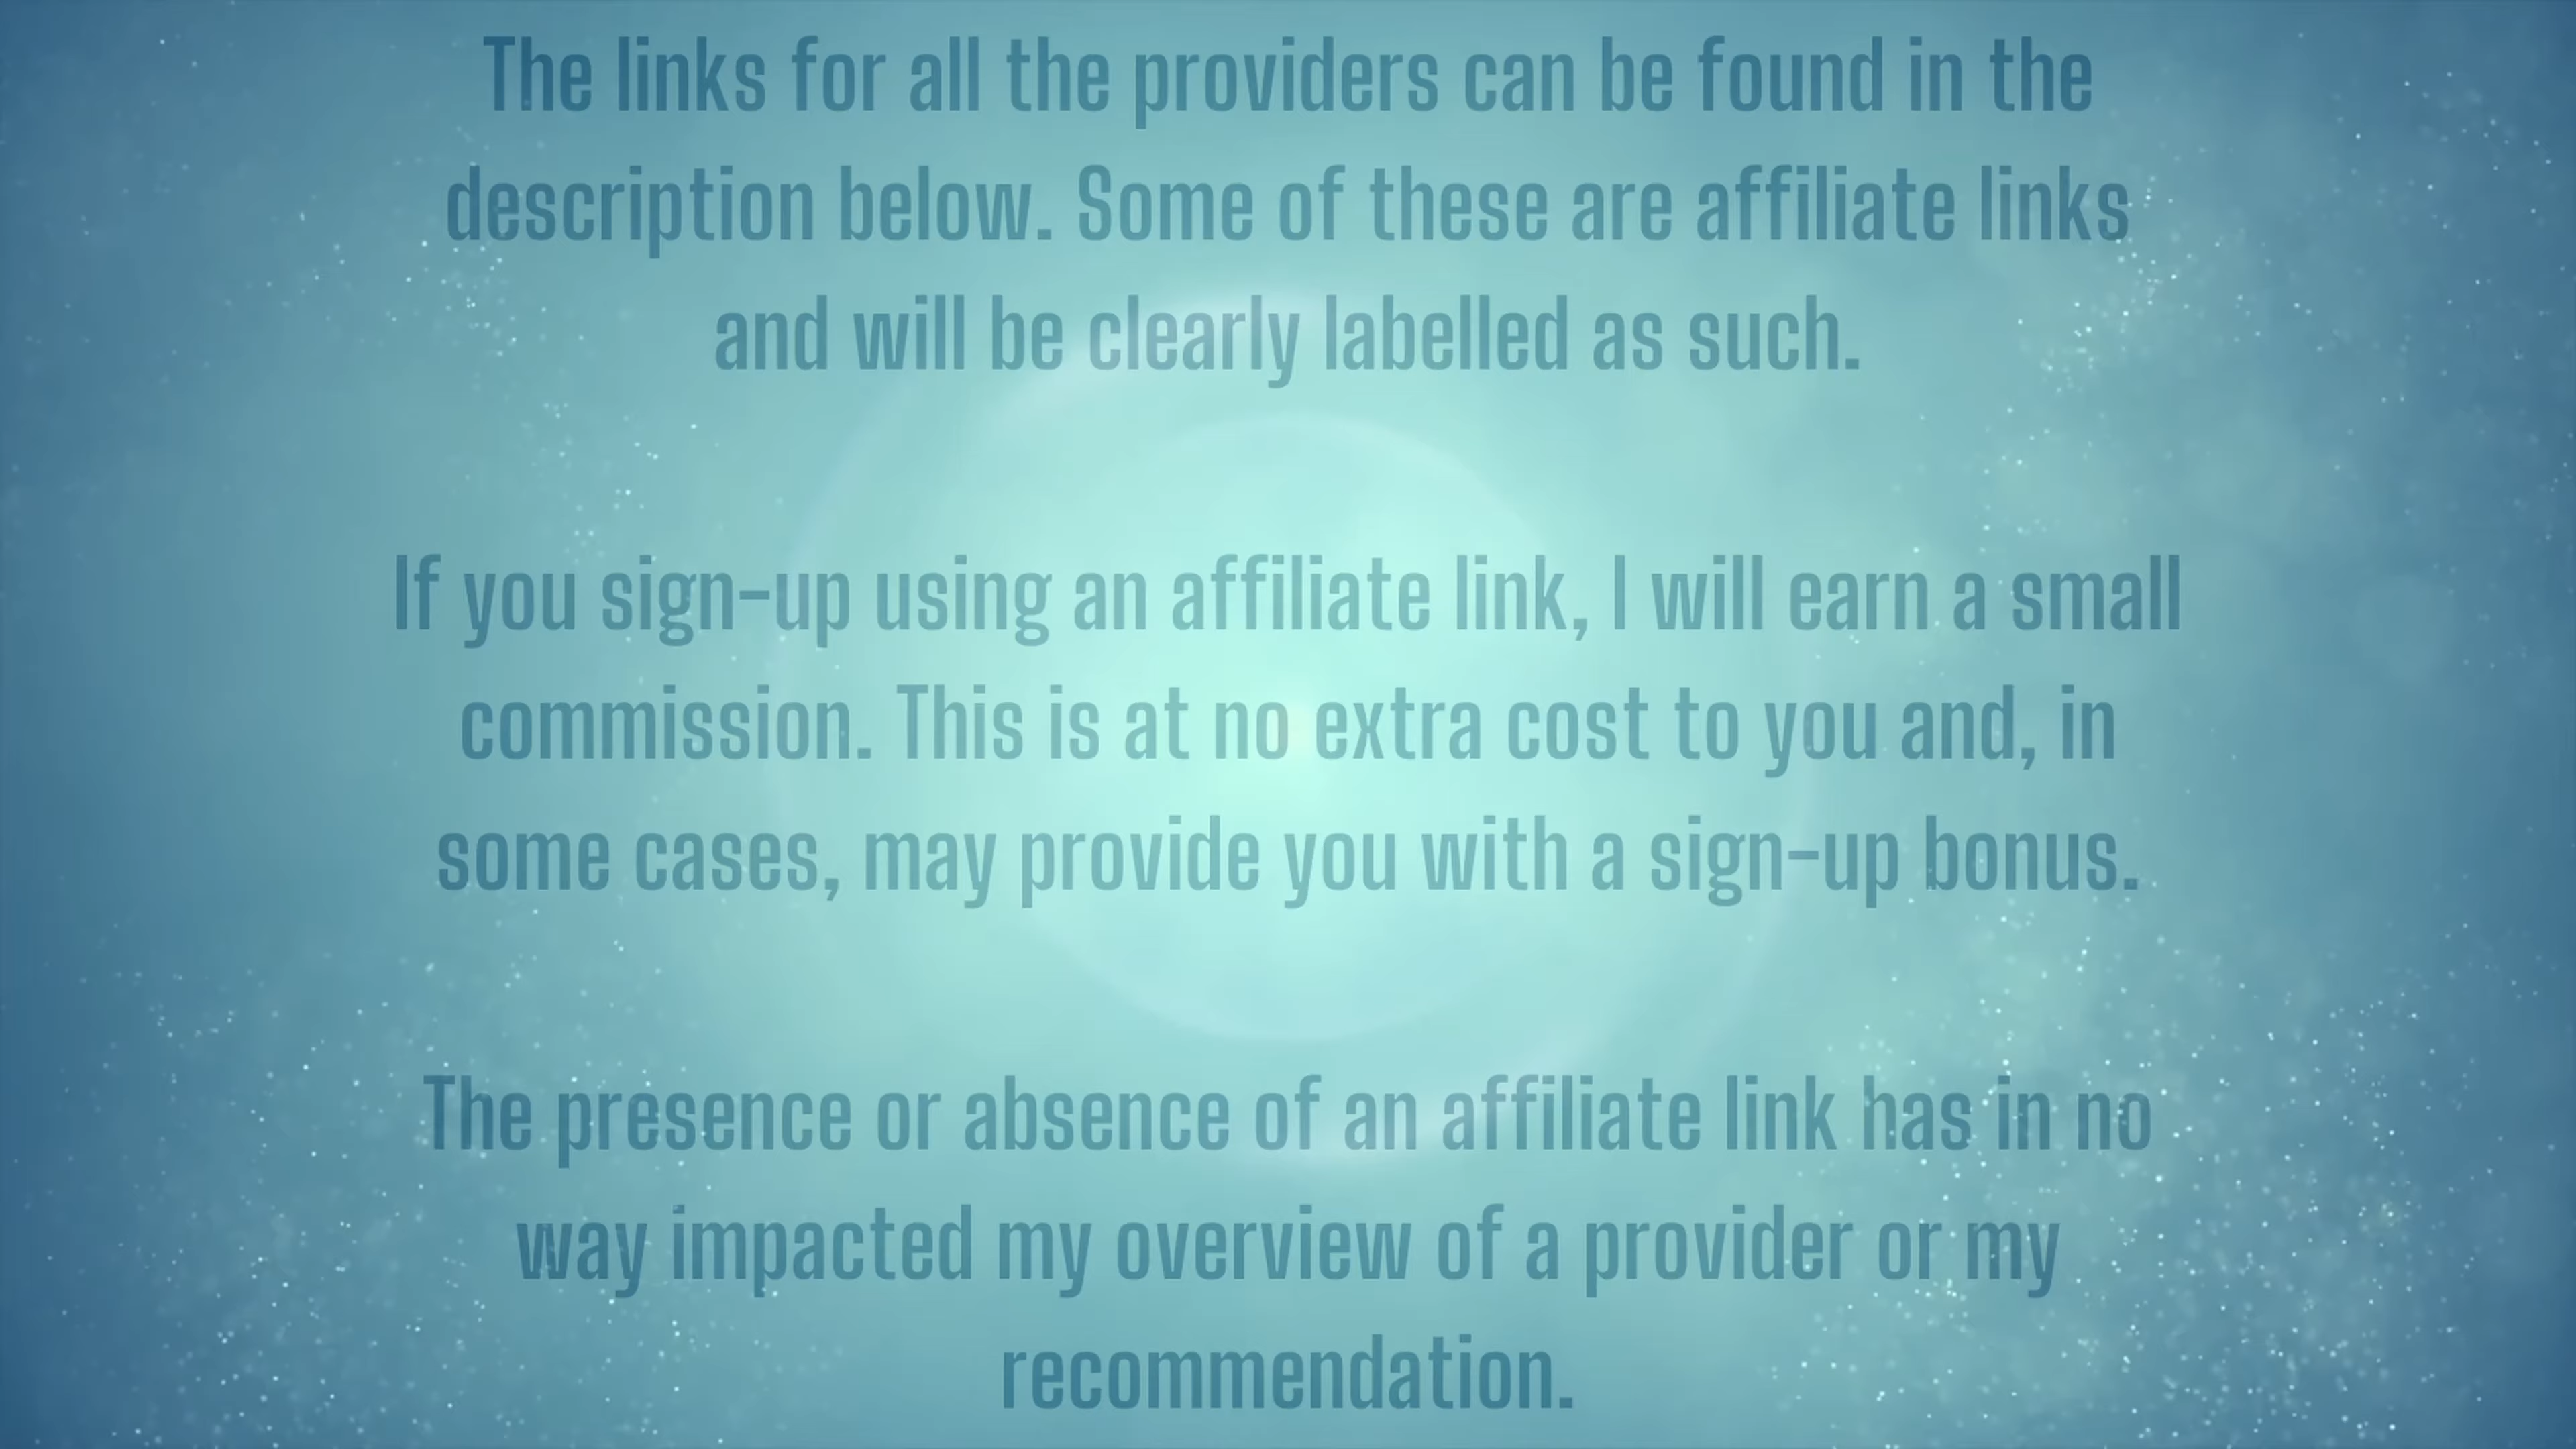 The links for all the providers can be found in the
description below. Some of these are affiliate links
and will be clearly labelled as such.
If you sign-up using an affiliate link, I will earn a small
commission. This is at no extra cost to you and, in
some cases, may provide you with a sign-up bonus.
The presence or absence of an affiliate link has in no
way impacted my overview of a provider or my
recommendation.